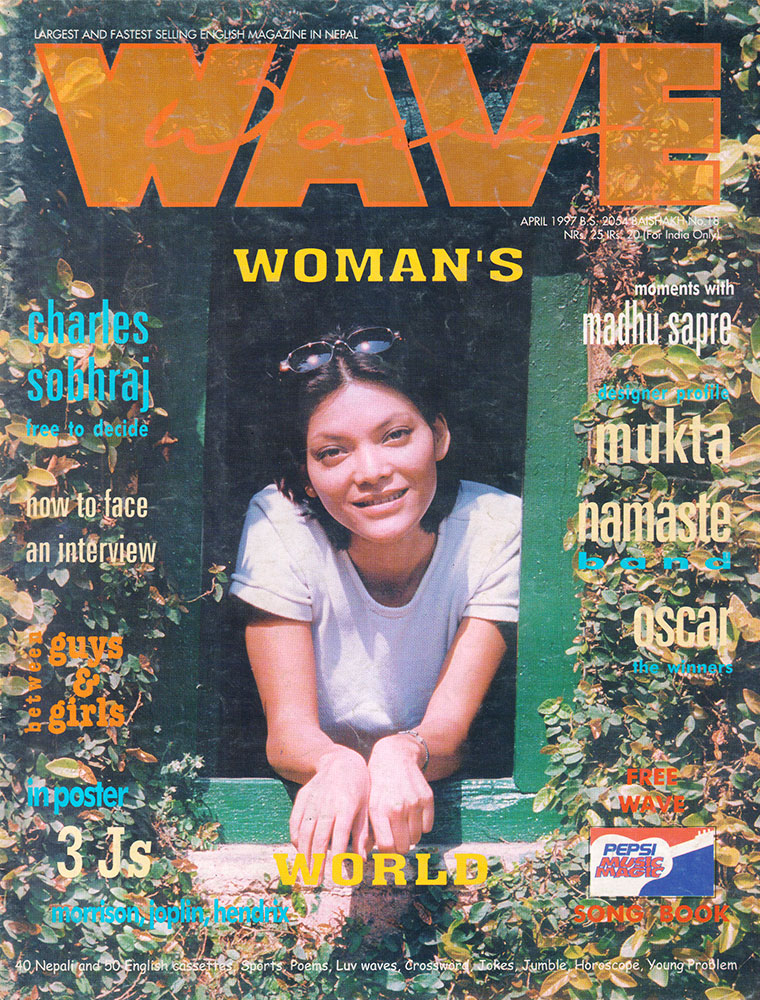 LARGEST AND FASTEST SELLING ENGLISH MAGAZINE IN NEPAL
WAVE
Wave
APRIL 1997 B.S. 2054 BAISHAKH No.18
NRs. 25 IRs. 20 (For India Only)
WOMAN'S
charles
sobhraj
free to decide
how to face
an interview
between
guys
&
girls
in poster
3 Js
morrison, joplin, hendrix
moments with
madhu sapre
designer profile
mukta
namaste
band
oscar
the winners
FREE
WAVE
PEPSI
MUSIC
MAGIC
SONG BOOK
WORLD
40 Nepali and 50 English cassettes, Sports, Poems, Luv waves, Crossword, Jokes, Jumble, Horoscope, Young Problem